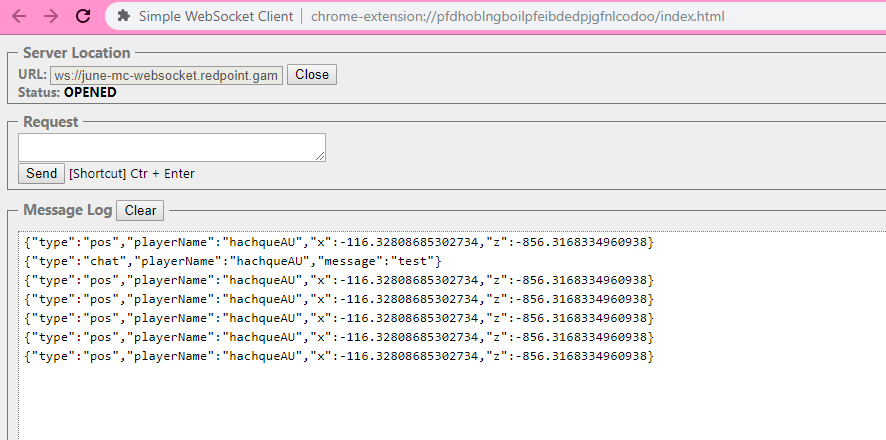 Simple WebSocket Client | chrome-extension://pfdhoblngboilpfeibdedpjgfnlcodoo/index.html
Server Location
URL: ws://june-mc-websocket.redpoint.gam Close
Status: OPENED
Request
Send [Shortcut] Ctr + Enter
Message Log Clear
{"type":"pos","playerName":"hachqueAU","x":-116.32808685302734,"z":-856.3168334960938}
{"type":"chat","playerName":"hachqueAU","message":"test"}
{"type":"pos","playerName":"hachqueAU","x":-116.32808685302734,"z":-856.3168334960938}
{"type":"pos","playerName":"hachqueAU","x":-116.32808685302734,"z":-856.3168334960938}
{"type":"pos","playerName":"hachqueAU","x":-116.32808685302734,"z":-856.3168334960938}
{"type":"pos","playerName":"hachqueAU","x":-116.32808685302734,"z":-856.3168334960938}
{"type":"pos","playerName":"hachqueAU","x":-116.32808685302734,"z":-856.3168334960938}